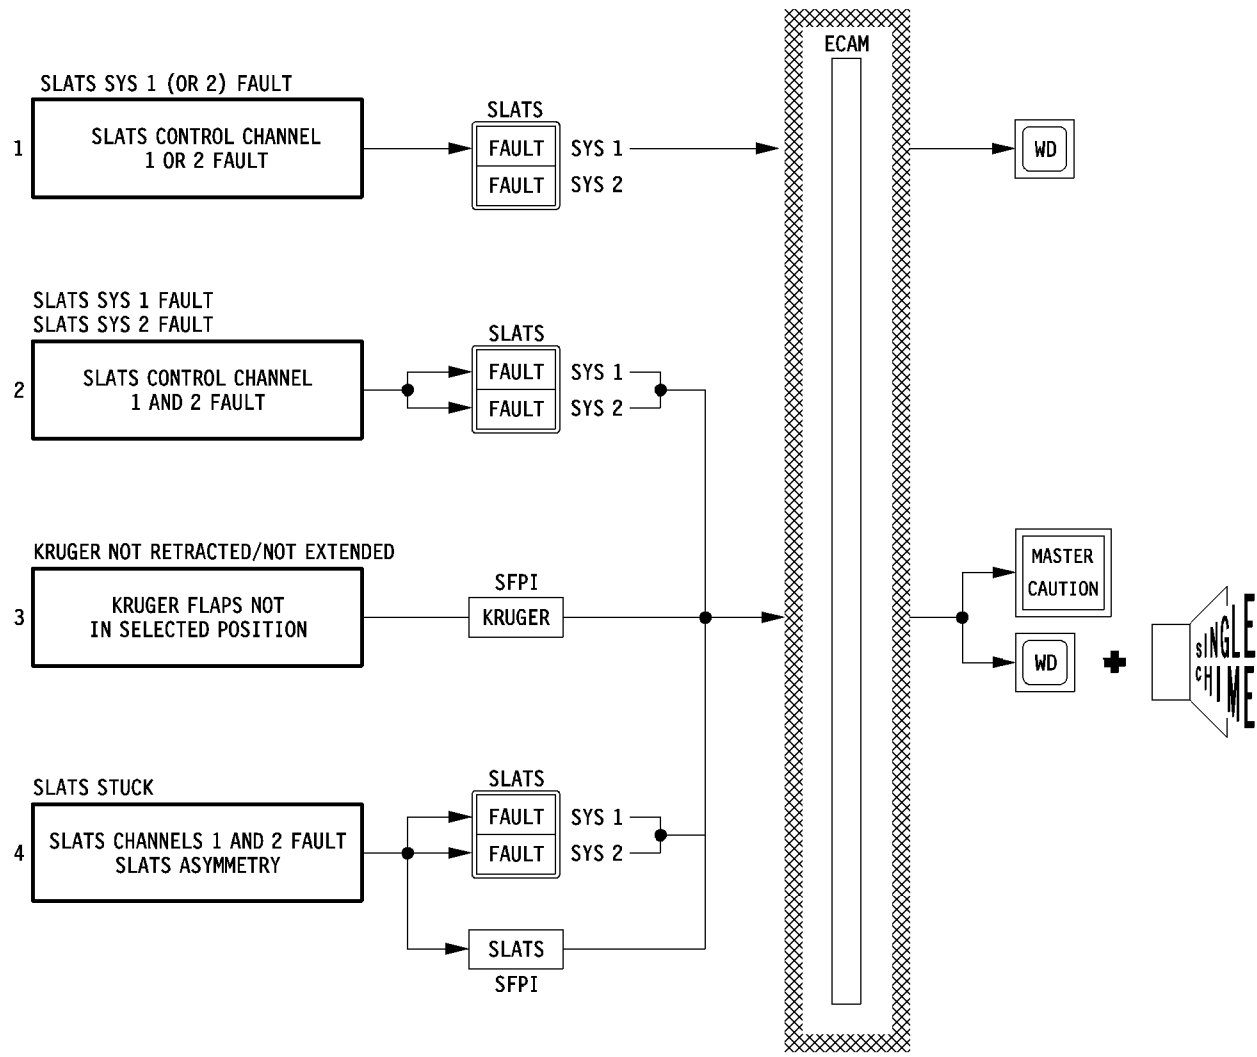 ECAM
SLATS SYS 1 (OR 2) FAULT
1
SLATS CONTROL CHANNEL
1 OR 2 FAULT
SLATS
FAULT SYS 1
FAULT SYS 2
WD
SLATS SYS 1 FAULT
SLATS SYS 2 FAULT
2
SLATS CONTROL CHANNEL
1 AND 2 FAULT
SLATS
FAULT SYS 1
FAULT SYS 2
KRUGER NOT RETRACTED/NOT EXTENDED
3
KRUGER FLAPS NOT
IN SELECTED POSITION
SFPI
KRUGER
MASTER
CAUTION
WD
SINGLE
CHIME
SLATS STUCK
4
SLATS CHANNELS 1 AND 2 FAULT
SLATS ASYMMETRY
SLATS
FAULT SYS 1
FAULT SYS 2
SLATS
SFPI